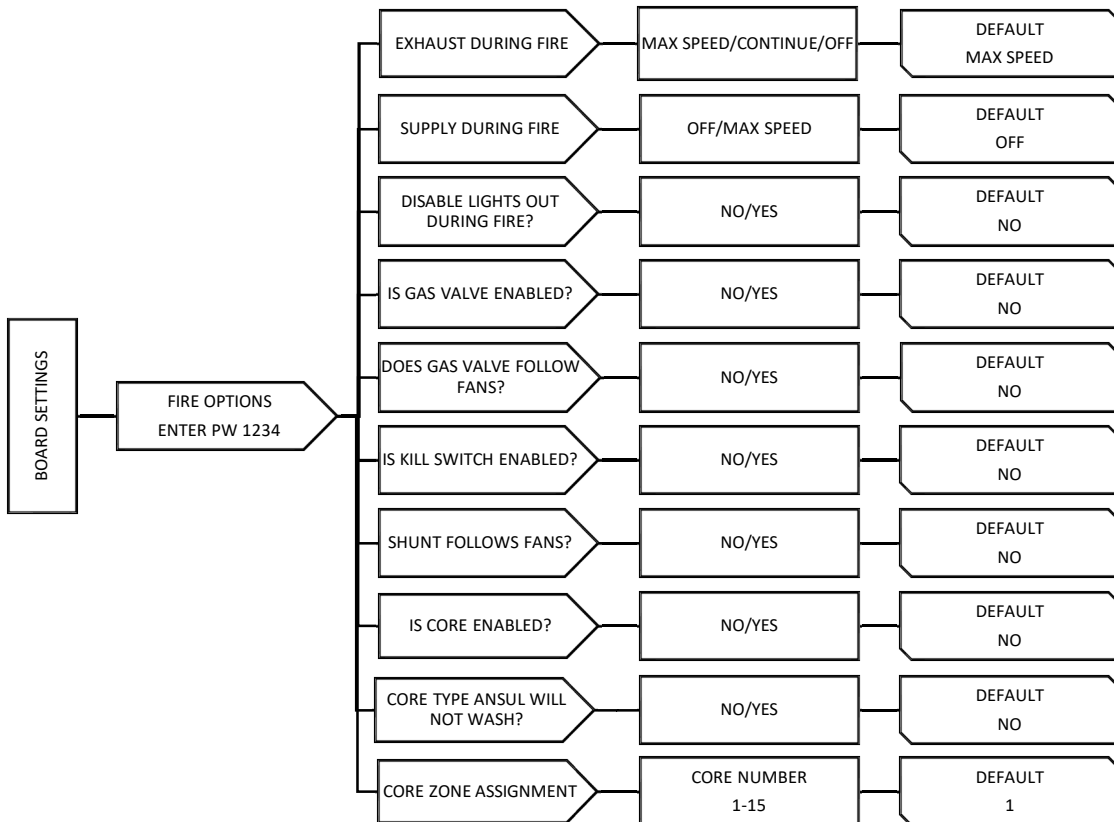 BOARD SETTINGS
FIRE OPTIONS
ENTER PW 1234
EXHAUST DURING FIRE
MAX SPEED/CONTINUE/OFF
DEFAULT
MAX SPEED
SUPPLY DURING FIRE
OFF/MAX SPEED
DEFAULT
OFF
DISABLE LIGHTS OUT
DURING FIRE?
NO/YES
DEFAULT
NO
IS GAS VALVE ENABLED?
NO/YES
DEFAULT
NO
DOES GAS VALVE FOLLOW
FANS?
NO/YES
DEFAULT
NO
IS KILL SWITCH ENABLED?
NO/YES
DEFAULT
NO
SHUNT FOLLOWS FANS?
NO/YES
DEFAULT
NO
IS CORE ENABLED?
NO/YES
DEFAULT
NO
CORE TYPE ANSUL WILL
NOT WASH?
NO/YES
DEFAULT
NO
CORE ZONE ASSIGNMENT
CORE NUMBER
1-15
DEFAULT
1